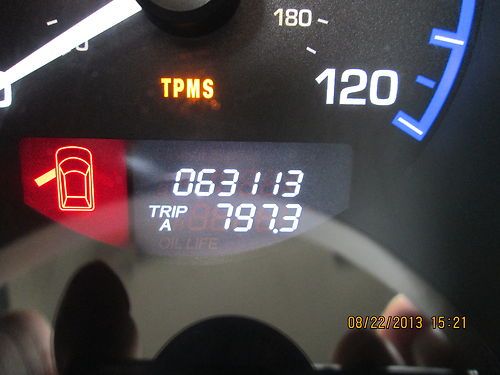 180
TPMS
120
063113
TRIP A 797.3
OIL LIFE
08/22/2013 15:21